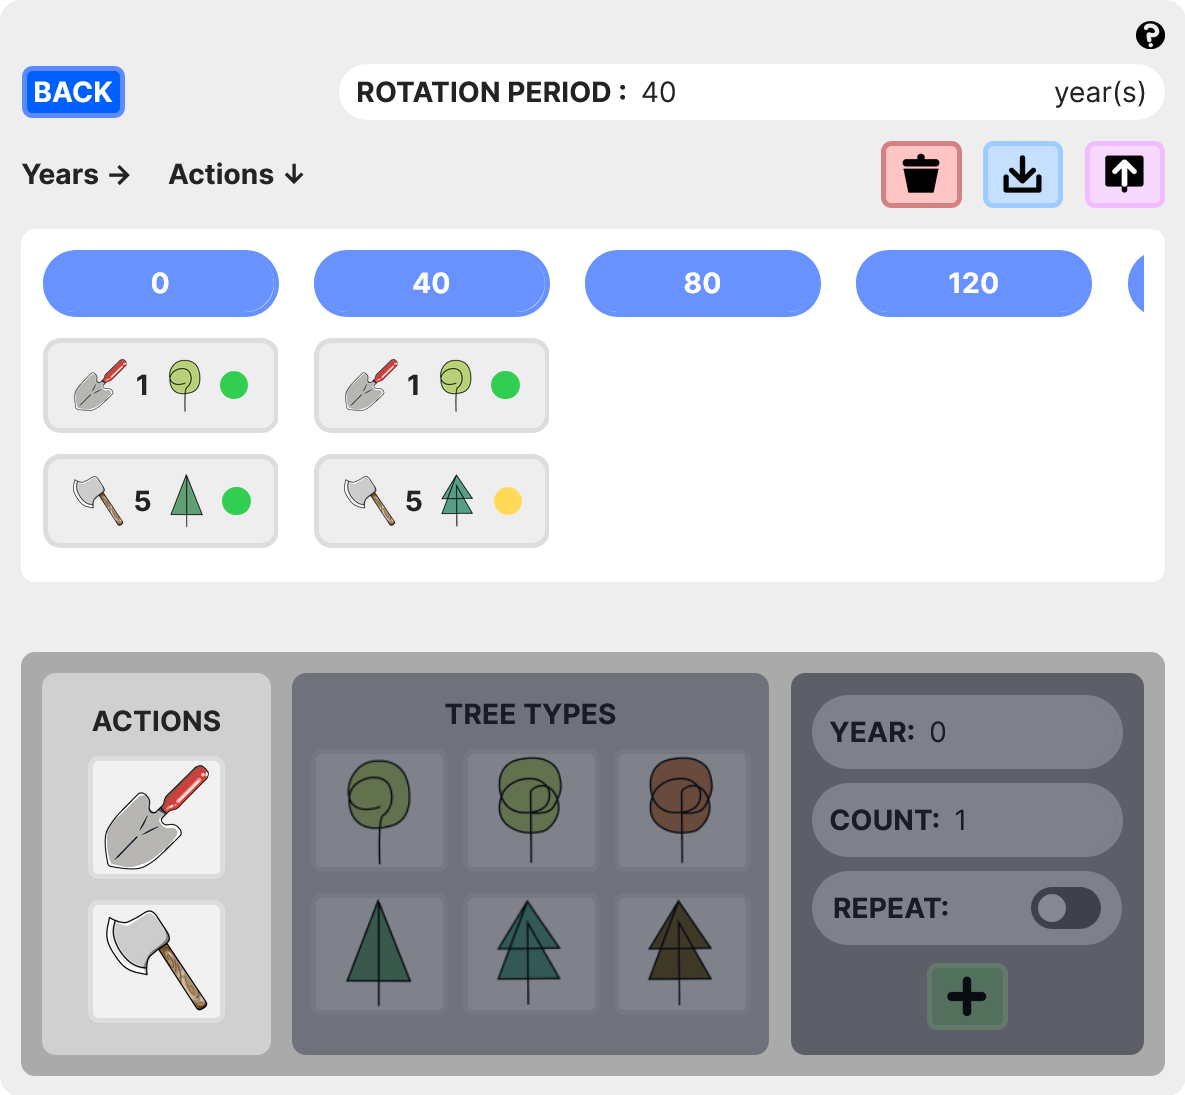 ?
BACK
ROTATION PERIOD : 40 year(s)
Years → Actions ↓
0 40 80 120
1 1
5 5
ACTIONS
TREE TYPES
YEAR: 0
COUNT: 1
REPEAT: